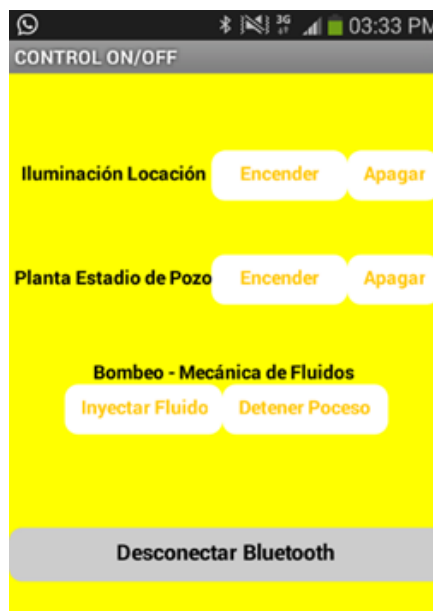 3G 03:33 PM
CONTROL ON/OFF
Iluminación Locación Encender Apagar
Planta Estadio de Pozo Encender Apagar
Bombeo - Mecánica de Fluidos
Inyectar Fluido Detener Poceso
Desconectar Bluetooth